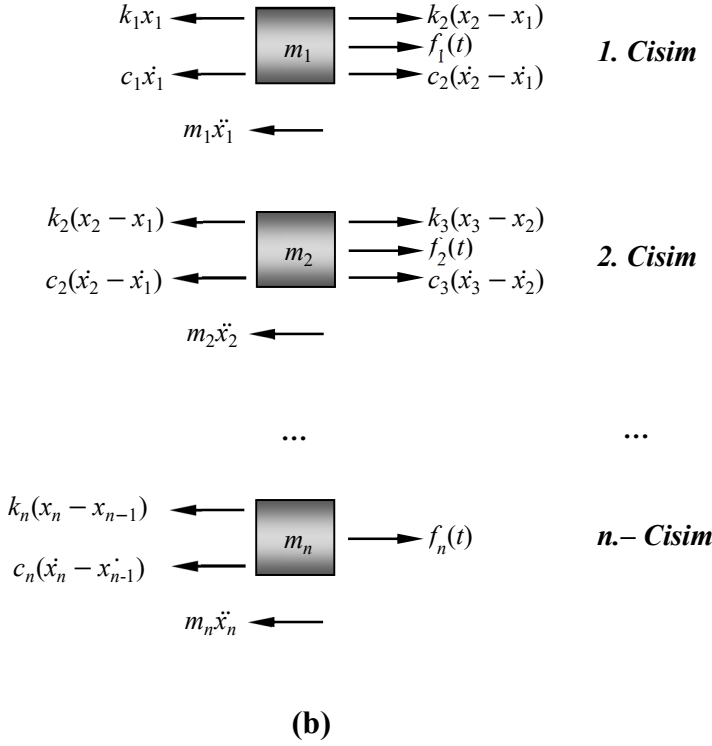 k₁x₁ k₂(x₂ − x₁)
m₁ f₁(t) 1. Cisim
c₁ẋ₁ c₂(ẋ₂ − ẋ₁)
m₁ẍ₁
k₂(x₂ − x₁) k₃(x₃ − x₂)
m₂ f₂(t) 2. Cisim
c₂(ẋ₂ − ẋ₁) c₃(ẋ₃ − ẋ₂)
m₂ẍ₂
... ...
kₙ(xₙ − xₙ₋₁)
mₙ fₙ(t) n.– Cisim
cₙ(ẋₙ − ẋₙ₋₁)
mₙẍₙ
(b)